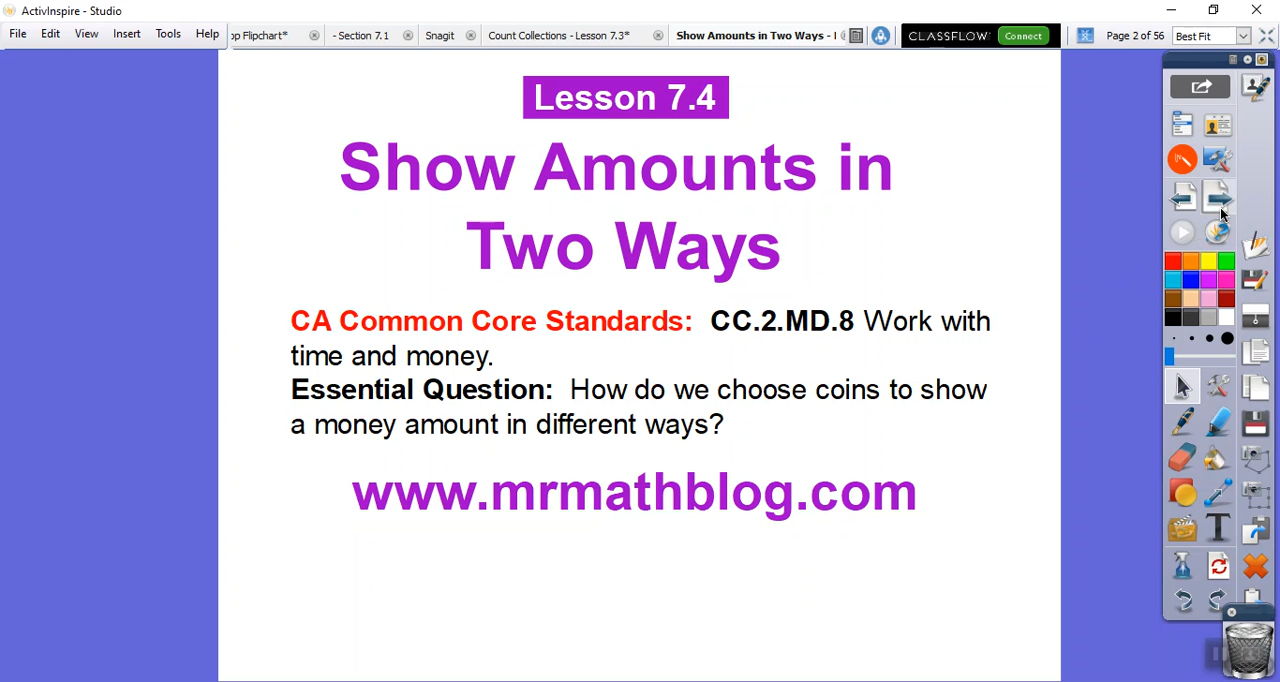 ActivInspire - Studio
File Edit View Insert Tools Help
op Flipchart* - Section 7.1 Snagit Count Collections - Lesson 7.3* Show Amounts in Two Ways - CLASSFLOW Connect Page 2 of 56 Best Fit
Lesson 7.4
Show Amounts in
Two Ways
CA Common Core Standards: CC.2.MD.8 Work with
time and money.
Essential Question: How do we choose coins to show
a money amount in different ways?
www.mrmathblog.com